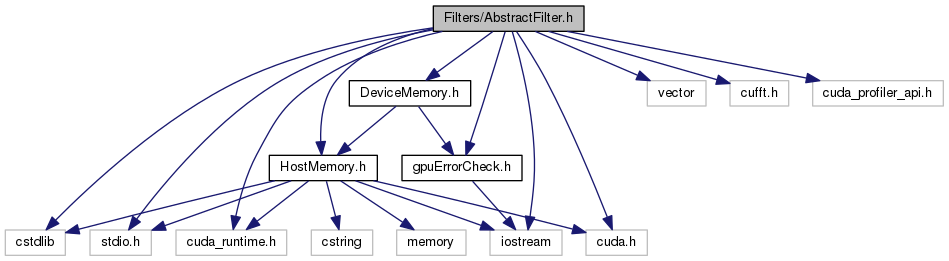 Filters/AbstractFilter.h
DeviceMemory.h
vector
cufft.h
cuda_profiler_api.h
HostMemory.h
gpuErrorCheck.h
cstdlib
stdio.h
cuda_runtime.h
cstring
memory
iostream
cuda.h